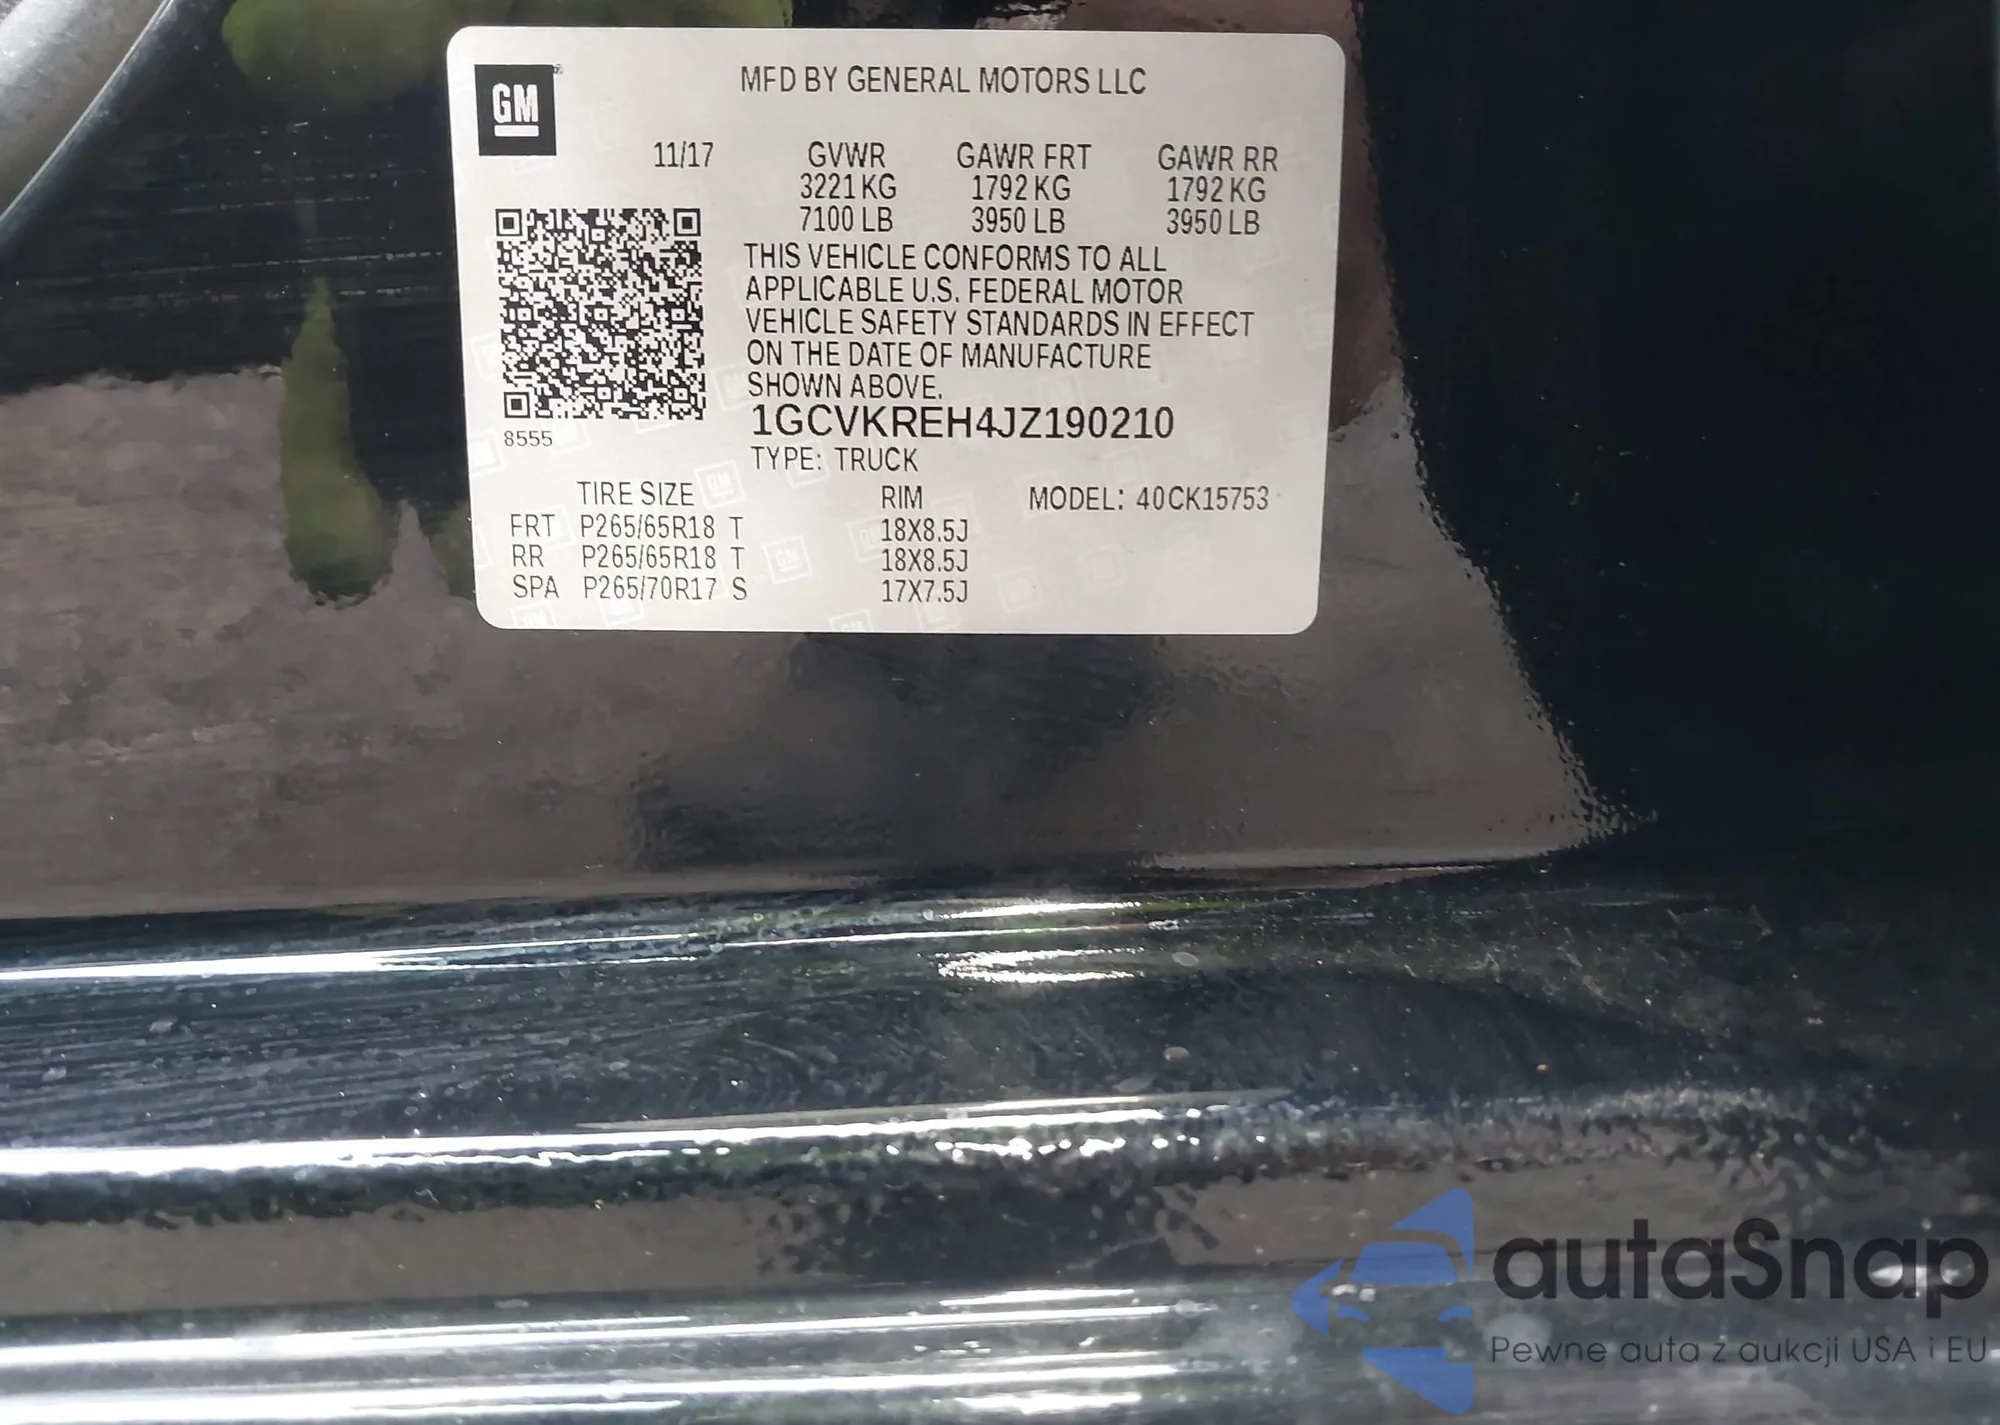 GM
MFD BY GENERAL MOTORS LLC
11/17 GVWR GAWR FRT GAWR RR
3221 KG 1792 KG 1792 KG
7100 LB 3950 LB 3950 LB
THIS VEHICLE CONFORMS TO ALL
APPLICABLE U.S. FEDERAL MOTOR
VEHICLE SAFETY STANDARDS IN EFFECT
ON THE DATE OF MANUFACTURE
SHOWN ABOVE.
1GCVKREH4JZ190210
8555
TYPE: TRUCK
TIRE SIZE RIM MODEL: 40CK15753
FRT P265/65R18 T 18X8.5J
RR P265/65R18 T 18X8.5J
SPA P265/70R17 S 17X7.5J
autaSnap
Pewne auta z aukcji USA i EU